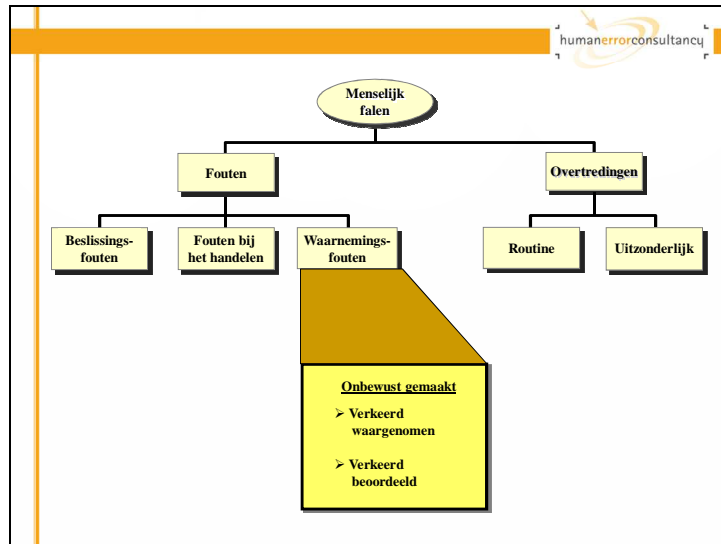 humanerrorconsultancy
Menselijk
falen
Fouten
Overtredingen
Beslissings-
fouten
Fouten bij
het handelen
Waarnemings-
fouten
Routine
Uitzonderlijk
Onbewust gemaakt
➢ Verkeerd
waargenomen
➢ Verkeerd
beoordeeld